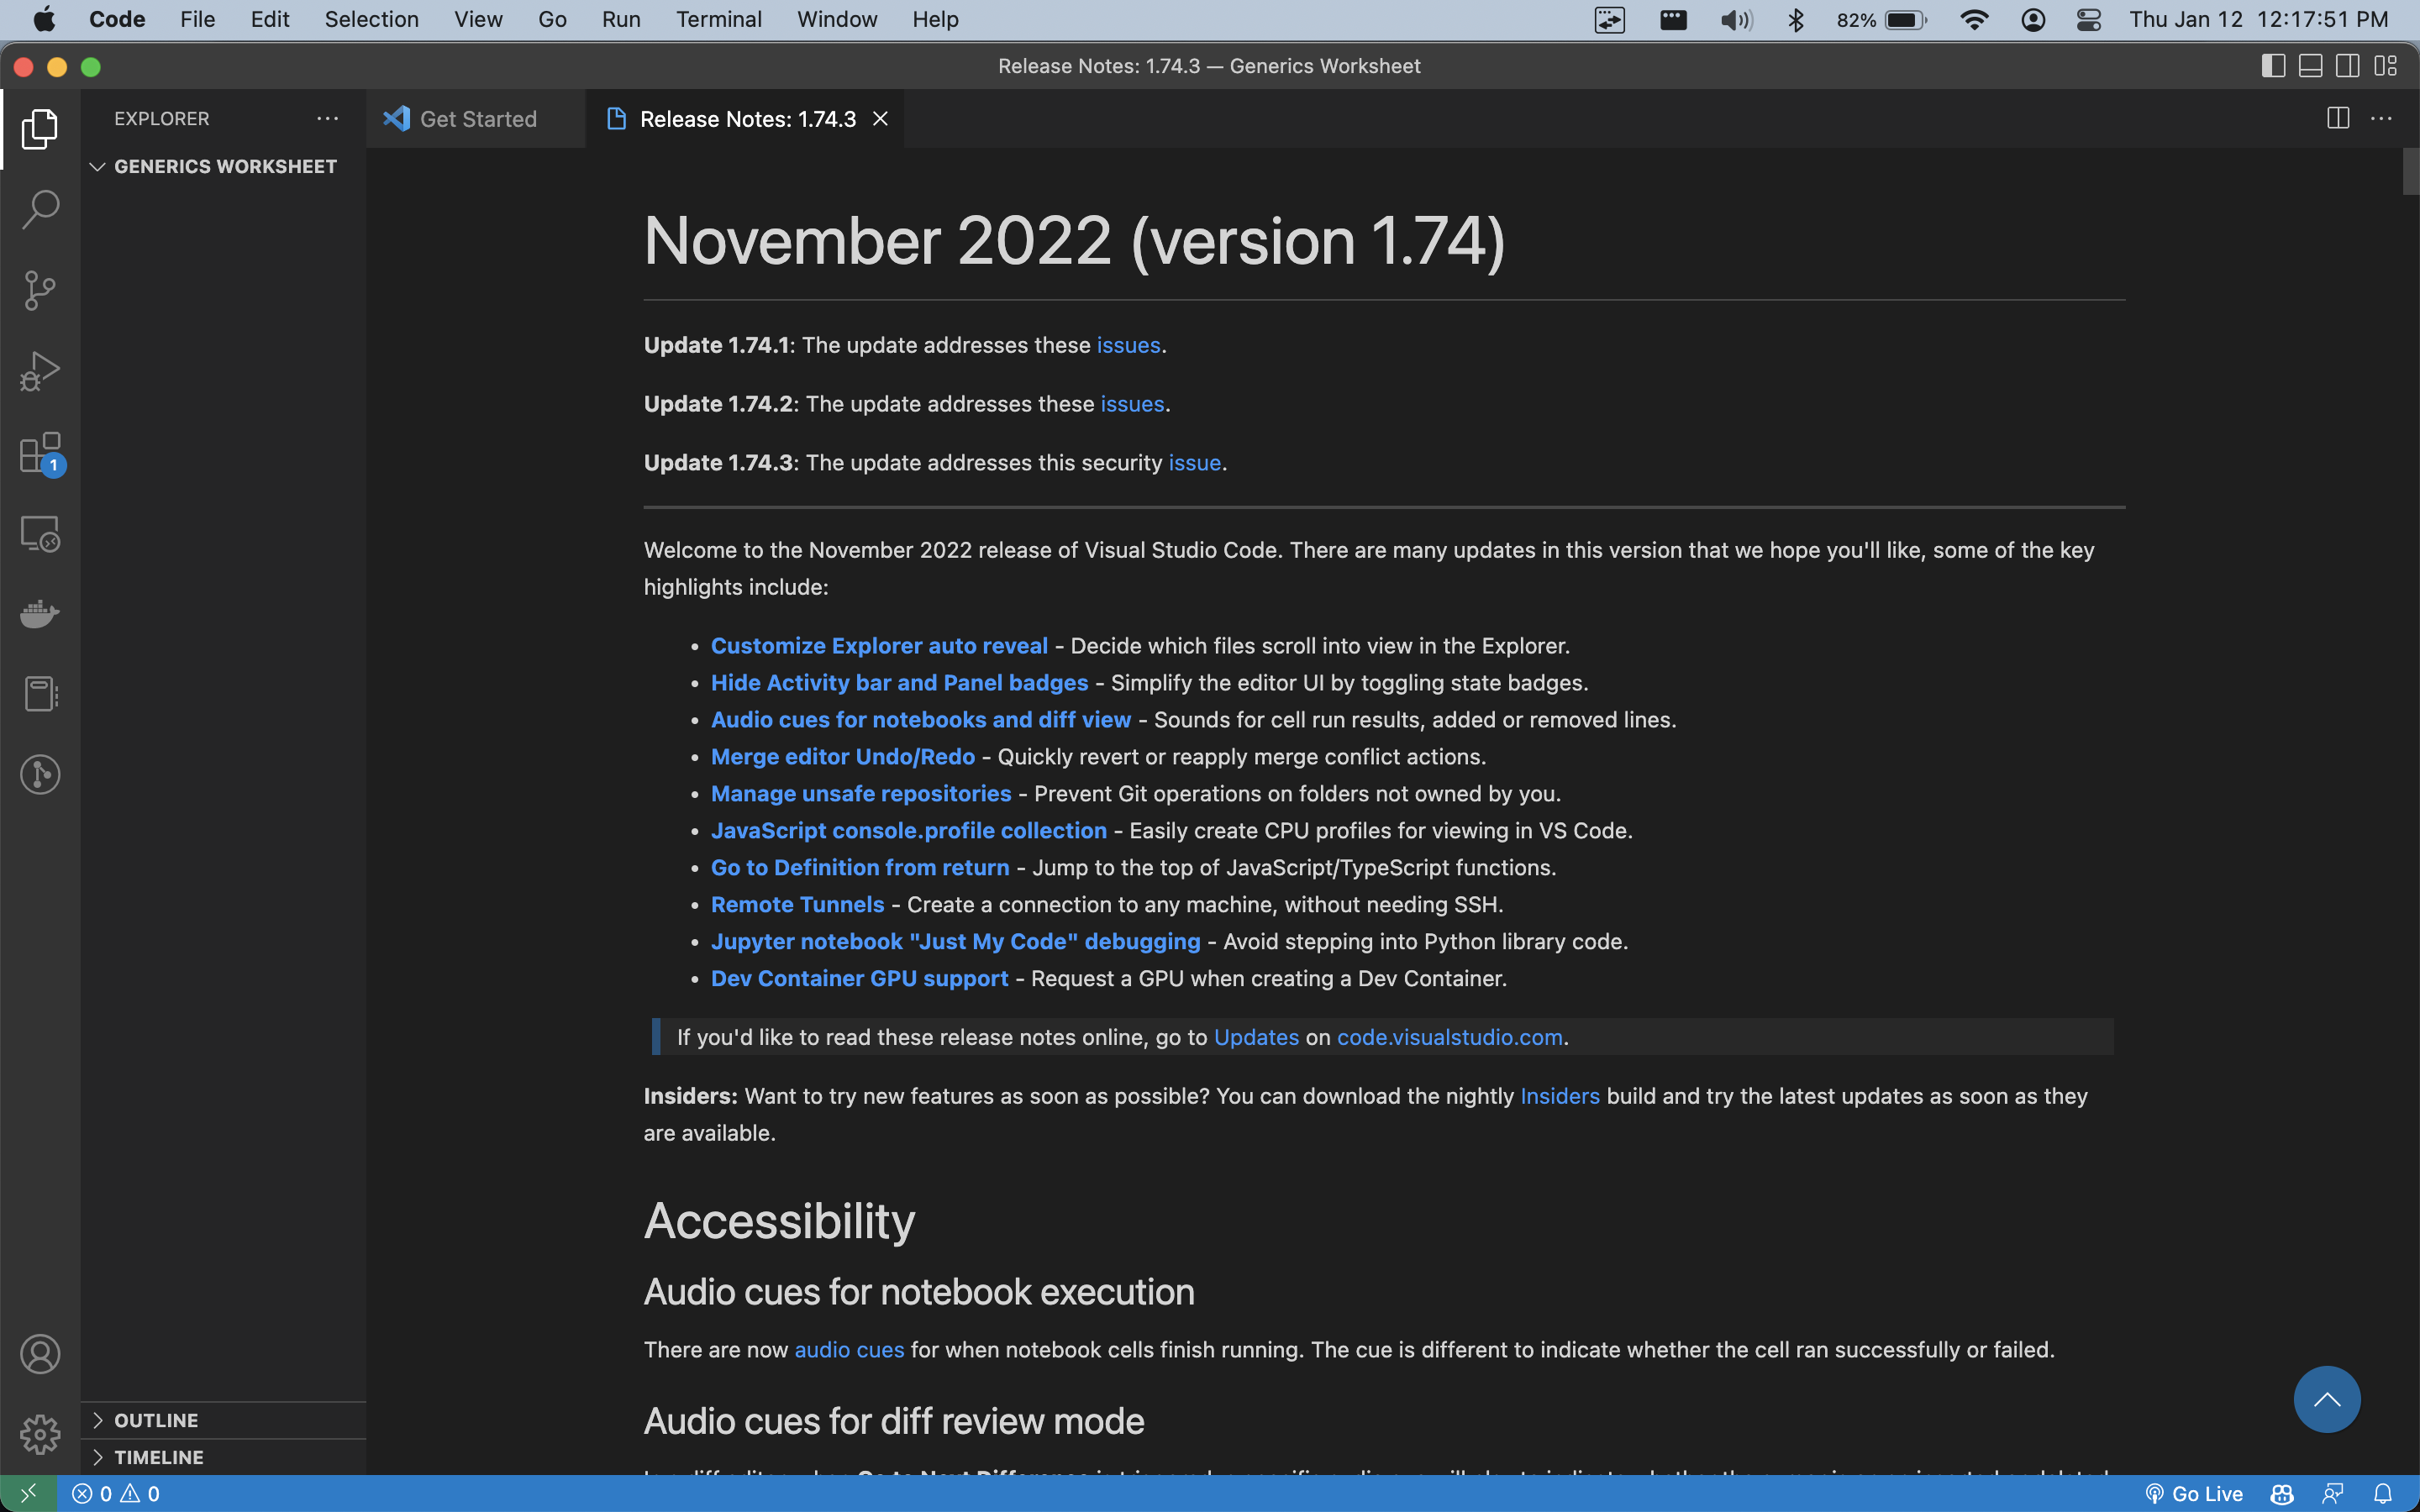 Code File Edit Selection View Go Run Terminal Window Help 82% Thu Jan 12 12:17:51 PM
Release Notes: 1.74.3 — Generics Worksheet
EXPLORER
Get Started
Release Notes: 1.74.3
GENERICS WORKSHEET
November 2022 (version 1.74)
Update 1.74.1: The update addresses these issues.
Update 1.74.2: The update addresses these issues.
Update 1.74.3: The update addresses this security issue.
1
Welcome to the November 2022 release of Visual Studio Code. There are many updates in this version that we hope you'll like, some of the key
highlights include:
• Customize Explorer auto reveal - Decide which files scroll into view in the Explorer.
• Hide Activity bar and Panel badges - Simplify the editor UI by toggling state badges.
• Audio cues for notebooks and diff view - Sounds for cell run results, added or removed lines.
• Merge editor Undo/Redo - Quickly revert or reapply merge conflict actions.
• Manage unsafe repositories - Prevent Git operations on folders not owned by you.
• JavaScript console.profile collection - Easily create CPU profiles for viewing in VS Code.
• Go to Definition from return - Jump to the top of JavaScript/TypeScript functions.
• Remote Tunnels - Create a connection to any machine, without needing SSH.
• Jupyter notebook "Just My Code" debugging - Avoid stepping into Python library code.
• Dev Container GPU support - Request a GPU when creating a Dev Container.
If you'd like to read these release notes online, go to Updates on code.visualstudio.com.
Insiders: Want to try new features as soon as possible? You can download the nightly Insiders build and try the latest updates as soon as they
are available.
Accessibility
Audio cues for notebook execution
There are now audio cues for when notebook cells finish running. The cue is different to indicate whether the cell ran successfully or failed.
Audio cues for diff review mode
OUTLINE
TIMELINE
0 0
Go Live